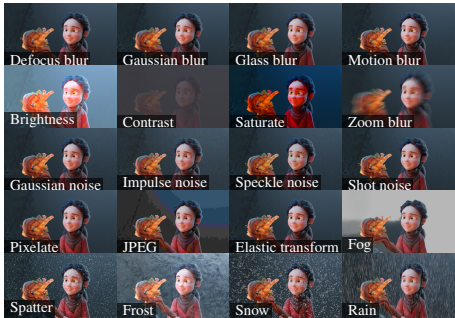 Defocus blur
Gaussian blur
Glass blur
Motion blur
Brightness
Contrast
Saturate
Zoom blur
Gaussian noise
Impulse noise
Speckle noise
Shot noise
Pixelate
JPEG
Elastic transform
Fog
Spatter
Frost
Snow
Rain